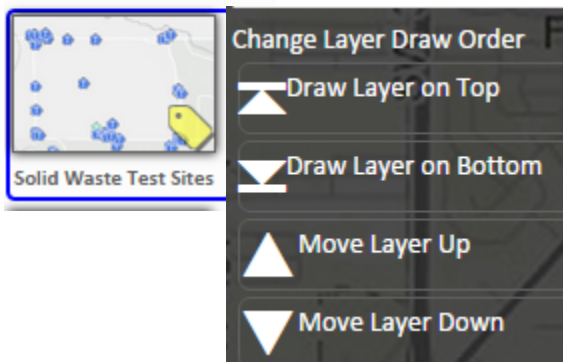 Solid Waste Test Sites
Change Layer Draw Order
Draw Layer on Top
Draw Layer on Bottom
Move Layer Up
Move Layer Down